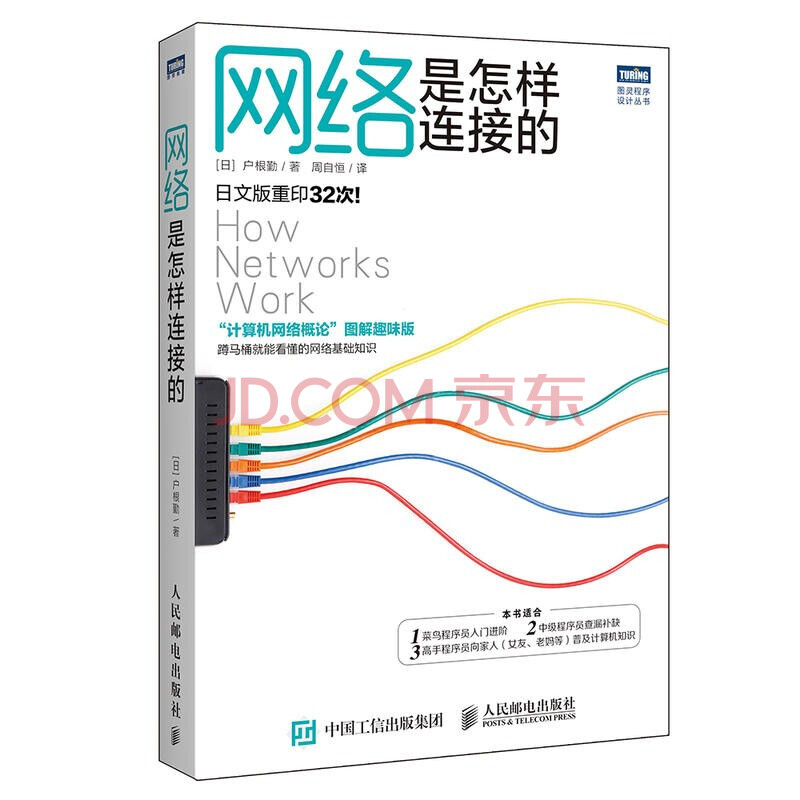 TURING
图灵教育
网络
是怎样连接的
[日]户根勤/著
人民邮电出版社
网络是怎样
连接的
TURING
图灵程序
设计丛书
[日] 户根勤 / 著 周自恒 / 译
日文版重印32次!
How
Networks
Work
“计算机网络概论”图解趣味版
蹲马桶就能看懂的网络基础知识
JD.COM 京东
本书适合
1菜鸟程序员入门进阶 2中级程序员查漏补缺
3高手程序员向家人（女友、老妈等）普及计算机知识
中国工信出版集团
人民邮电出版社
POSTS & TELECOM PRESS